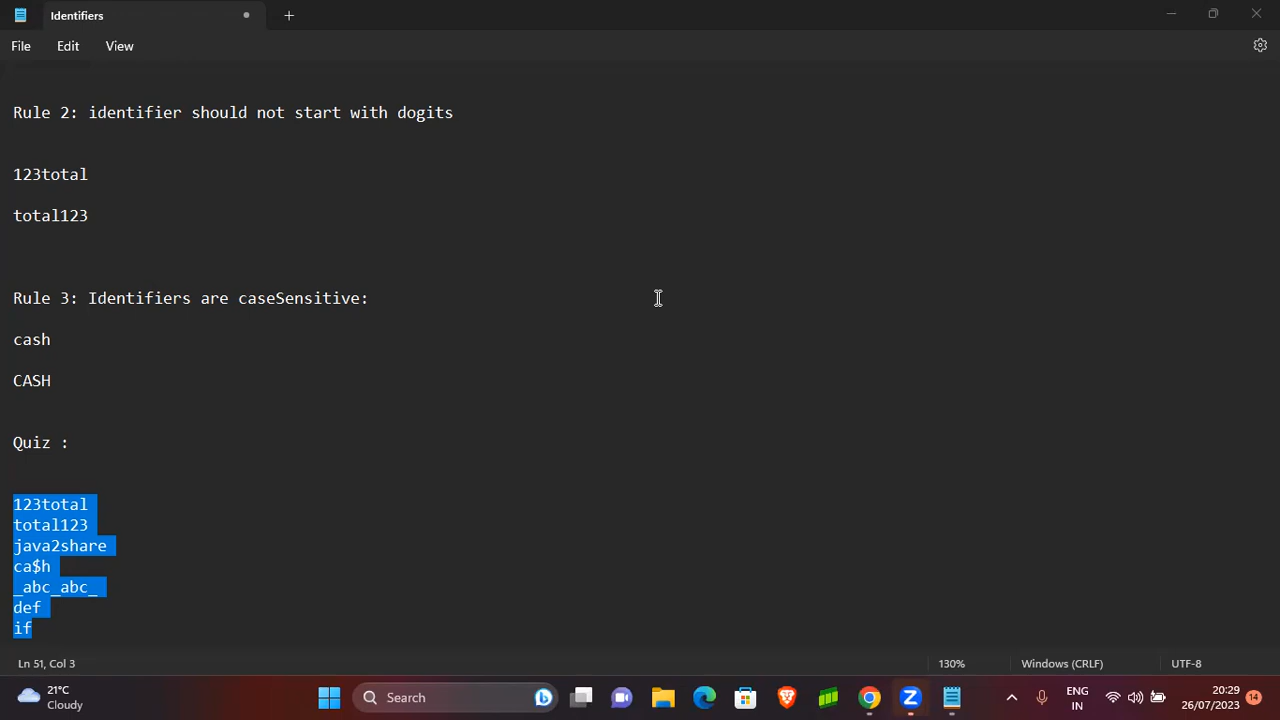 Identifiers
File Edit View
Rule 2: identifier should not start with dogits
123total
total123
Rule 3: Identifiers are caseSensitive:
cash
CASH
Quiz :
123total
total123
java2share
ca$h
_abc_abc_
def
if
Ln 51, Col 3 130% Windows (CRLF) UTF-8
21°C
Cloudy
Search
ENG
IN
20:29
26/07/2023
14